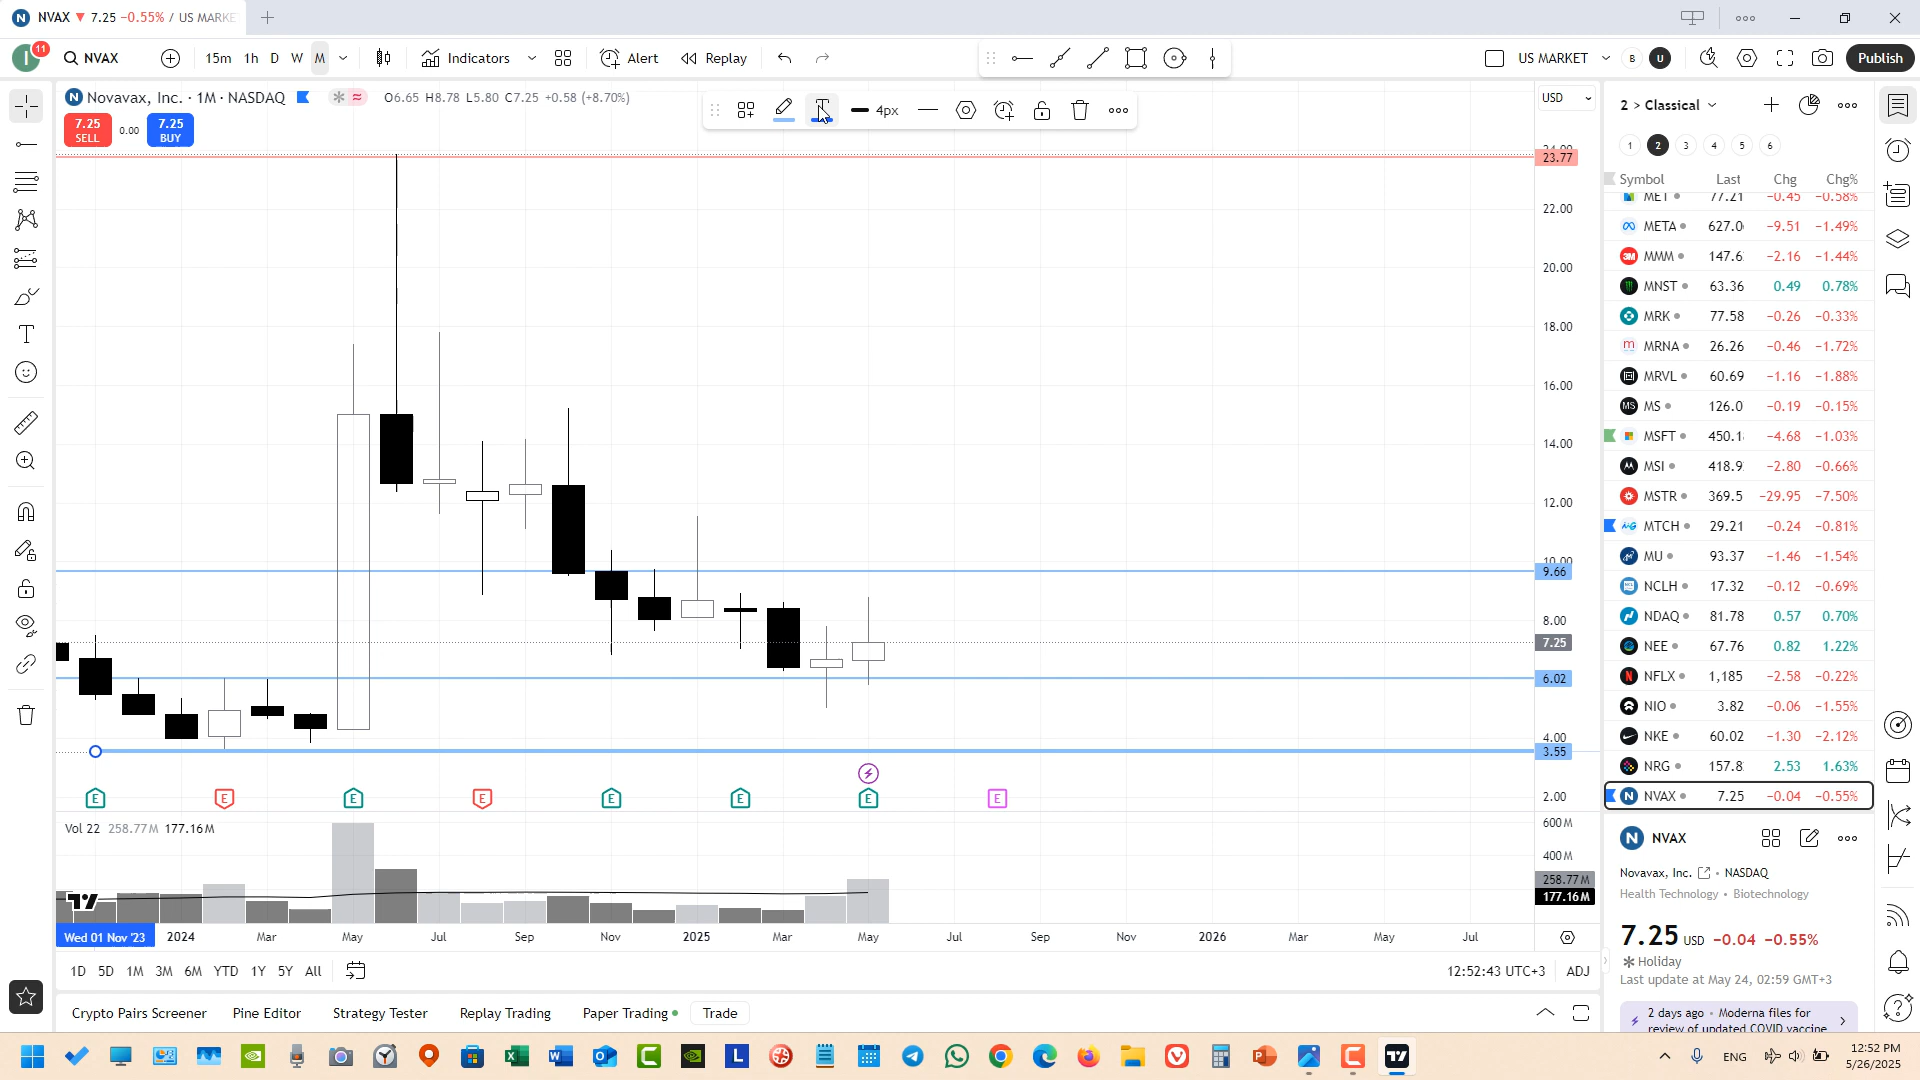 NVAX 7.25 −0.55% / US MARKE
11
NVAX
15m 1h D W M
Indicators
Alert
Replay
US MARKET
B
U
Publish
Novavax, Inc. · 1M · NASDAQ
O6.65 H8.78 L5.80 C7.25 +0.58 (+8.70%)
4px
USD
7.25
SELL
0.00
7.25
BUY
23.77
22.00
20.00
18.00
16.00
14.00
12.00
10.00
9.66
8.00
7.25
6.02
4.00
3.55
2.00
E E E E E E E E
Vol 22 258.77M 177.16M
600M
400M
258.77M
177.16M
Wed 01 Nov '23
2024 Mar May Jul Sep Nov 2025 Mar May Jul Sep Nov 2026 Mar May Jul
1D 5D 1M 3M 6M YTD 1Y 5Y All
12:52:43 UTC+3 ADJ
Crypto Pairs Screener Pine Editor Strategy Tester Replay Trading Paper Trading Trade
2 > Classical
1 2 3 4 5 6
Symbol Last Chg Chg%
MET 77.21 −0.45 −0.58%
META 627.0 −9.51 −1.49%
MMM 147.6 −2.16 −1.44%
MNST 63.36 0.49 0.78%
MRK 77.58 −0.26 −0.33%
MRNA 26.26 −0.46 −1.72%
MRVL 60.69 −1.16 −1.88%
MS 126.0 −0.19 −0.15%
MSFT 450.1 −4.68 −1.03%
MSI 418.9 −2.80 −0.66%
MSTR 369.5 −29.95 −7.50%
MTCH 29.21 −0.24 −0.81%
MU 93.37 −1.46 −1.54%
NCLH 17.32 −0.12 −0.69%
NDAQ 81.78 0.57 0.70%
NEE 67.76 0.82 1.22%
NFLX 1,185 −2.58 −0.22%
NIO 3.82 −0.06 −1.55%
NKE 60.02 −1.30 −2.12%
NRG 157.8 2.53 1.63%
NVAX 7.25 −0.04 −0.55%
NVAX
Novavax, Inc. • NASDAQ
Health Technology • Biotechnology
7.25 USD −0.04 −0.55%
Holiday
Last update at May 24, 02:59 GMT+3
2 days ago • Moderna files for
review of updated COVID vaccine
ENG
12:52 PM
5/26/2025